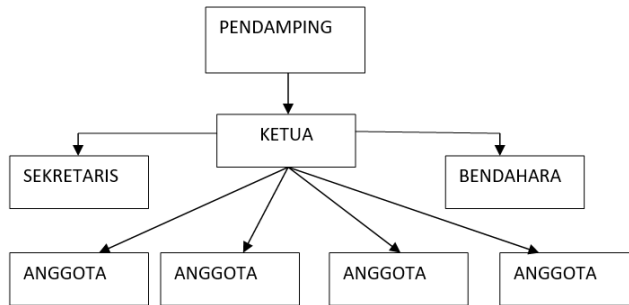 PENDAMPING
KETUA
SEKRETARIS
BENDAHARA
ANGGOTA
ANGGOTA
ANGGOTA
ANGGOTA